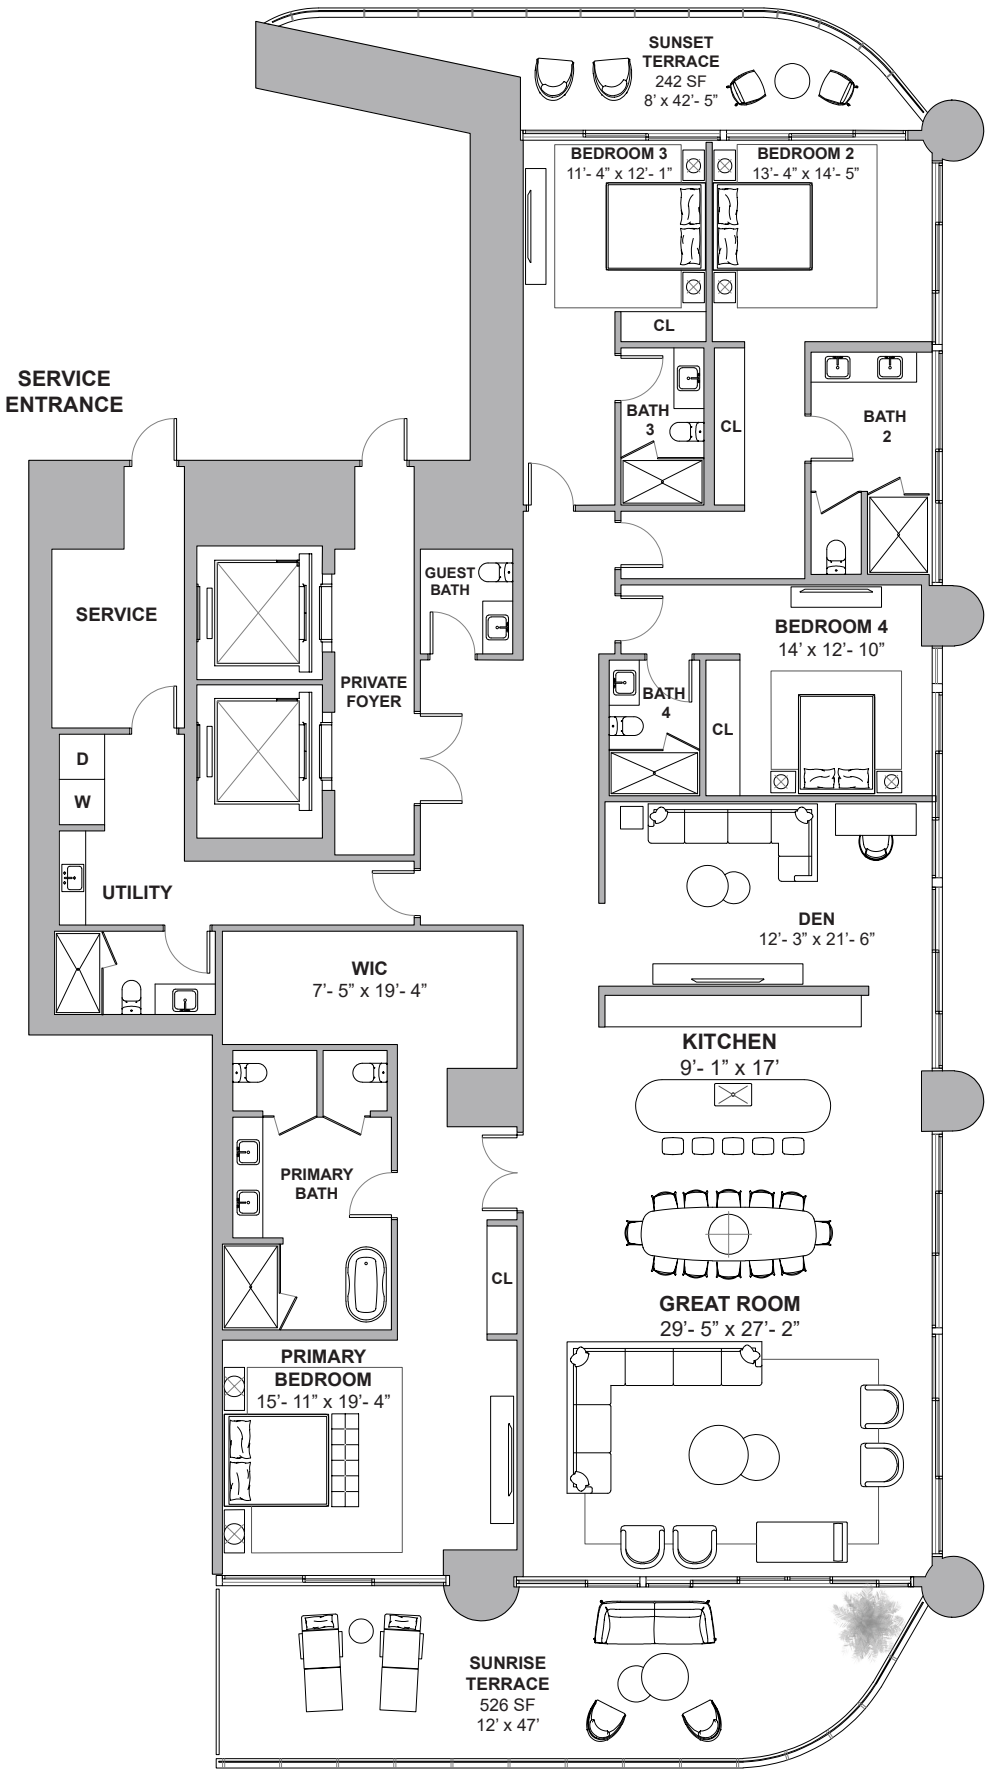 SUNSET
TERRACE
242 SF
8’ x 42’- 5”
BEDROOM 3
11’- 4” x 12’- 1”
BEDROOM 2
13’- 4” x 14’- 5”
CL
SERVICE
ENTRANCE
BATH
3
CL
BATH
2
GUEST
BATH
SERVICE
BEDROOM 4
14’ x 12’- 10”
PRIVATE
FOYER
BATH
4
CL
D
W
UTILITY
DEN
12’- 3” x 21’- 6”
WIC
7’- 5” x 19’- 4”
KITCHEN
9’- 1” x 17’
PRIMARY
BATH
CL
GREAT ROOM
29’- 5” x 27’- 2”
PRIMARY
BEDROOM
15’- 11” x 19’- 4”
SUNRISE
TERRACE
526 SF
12’ x 47’